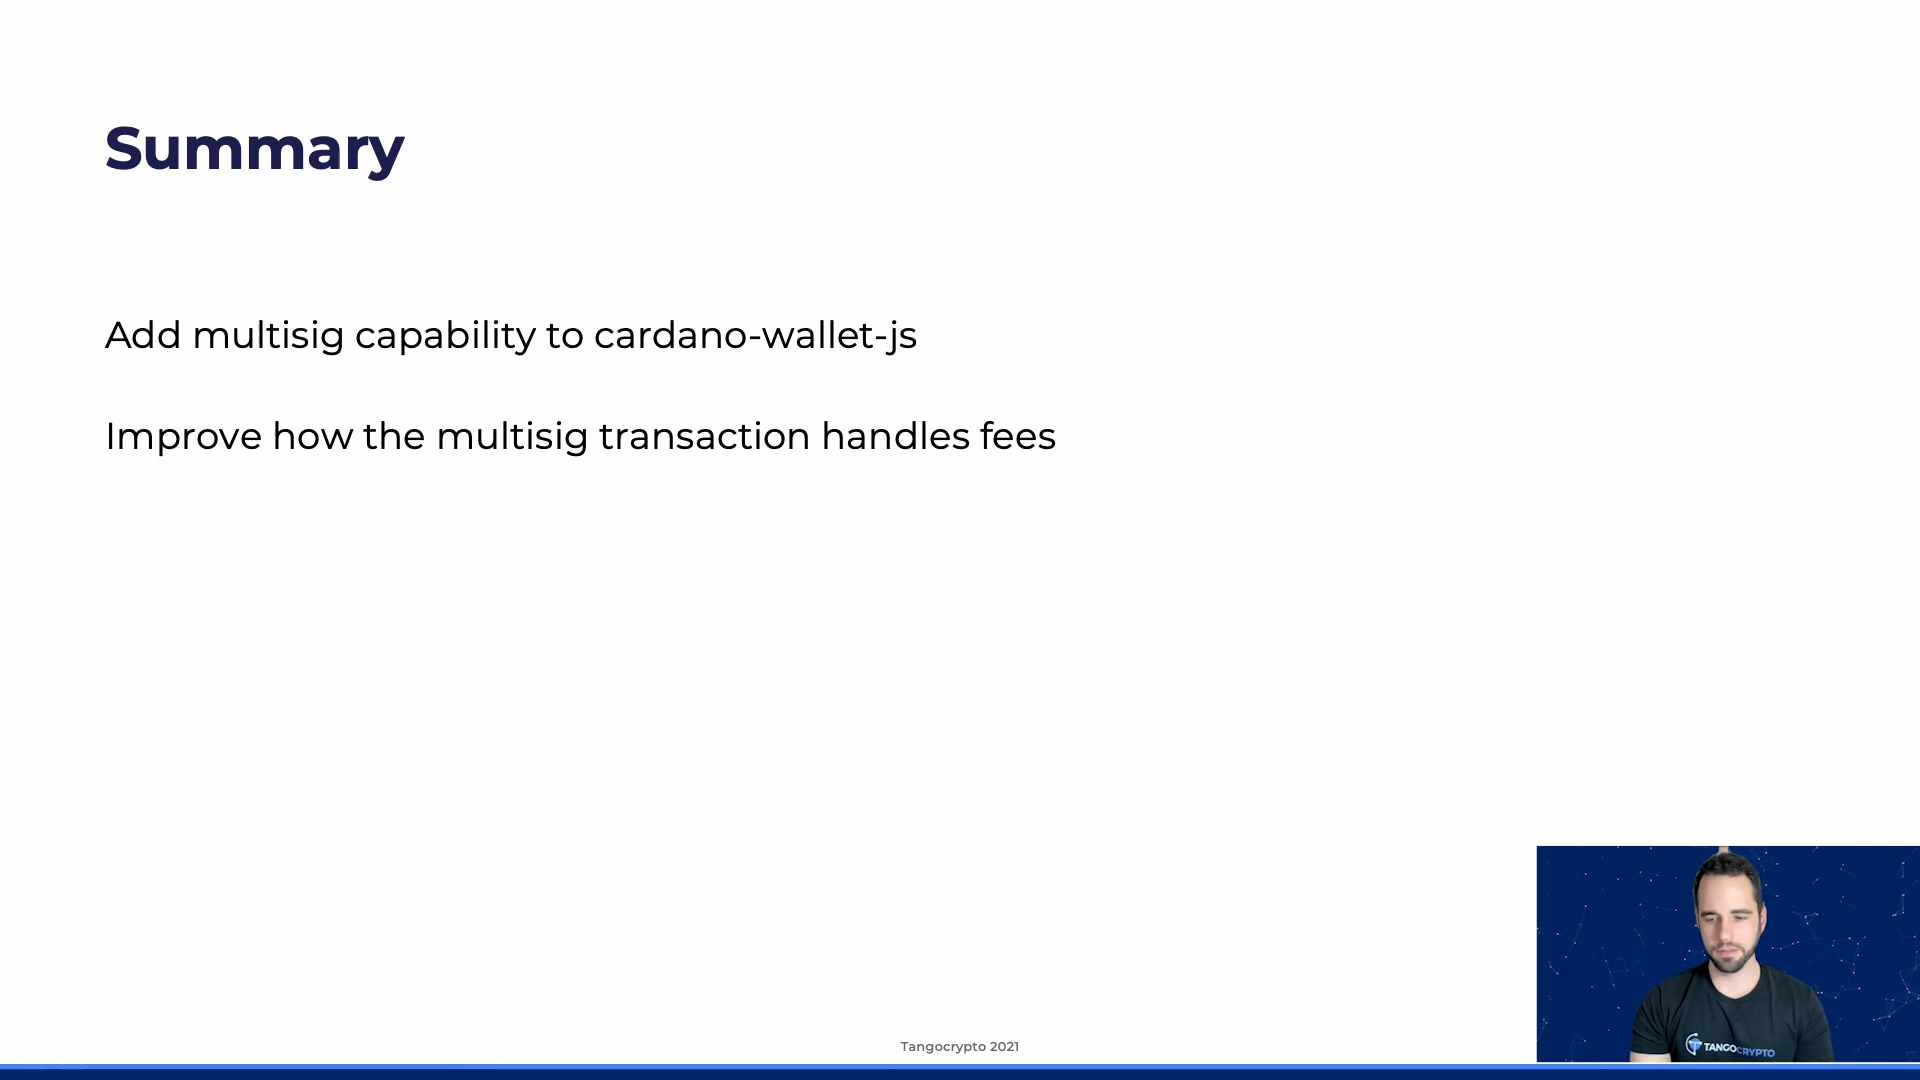 Summary
Add multisig capability to cardano-wallet-js
Improve how the multisig transaction handles fees
TANGOCRYPTO
Tangocrypto 2021